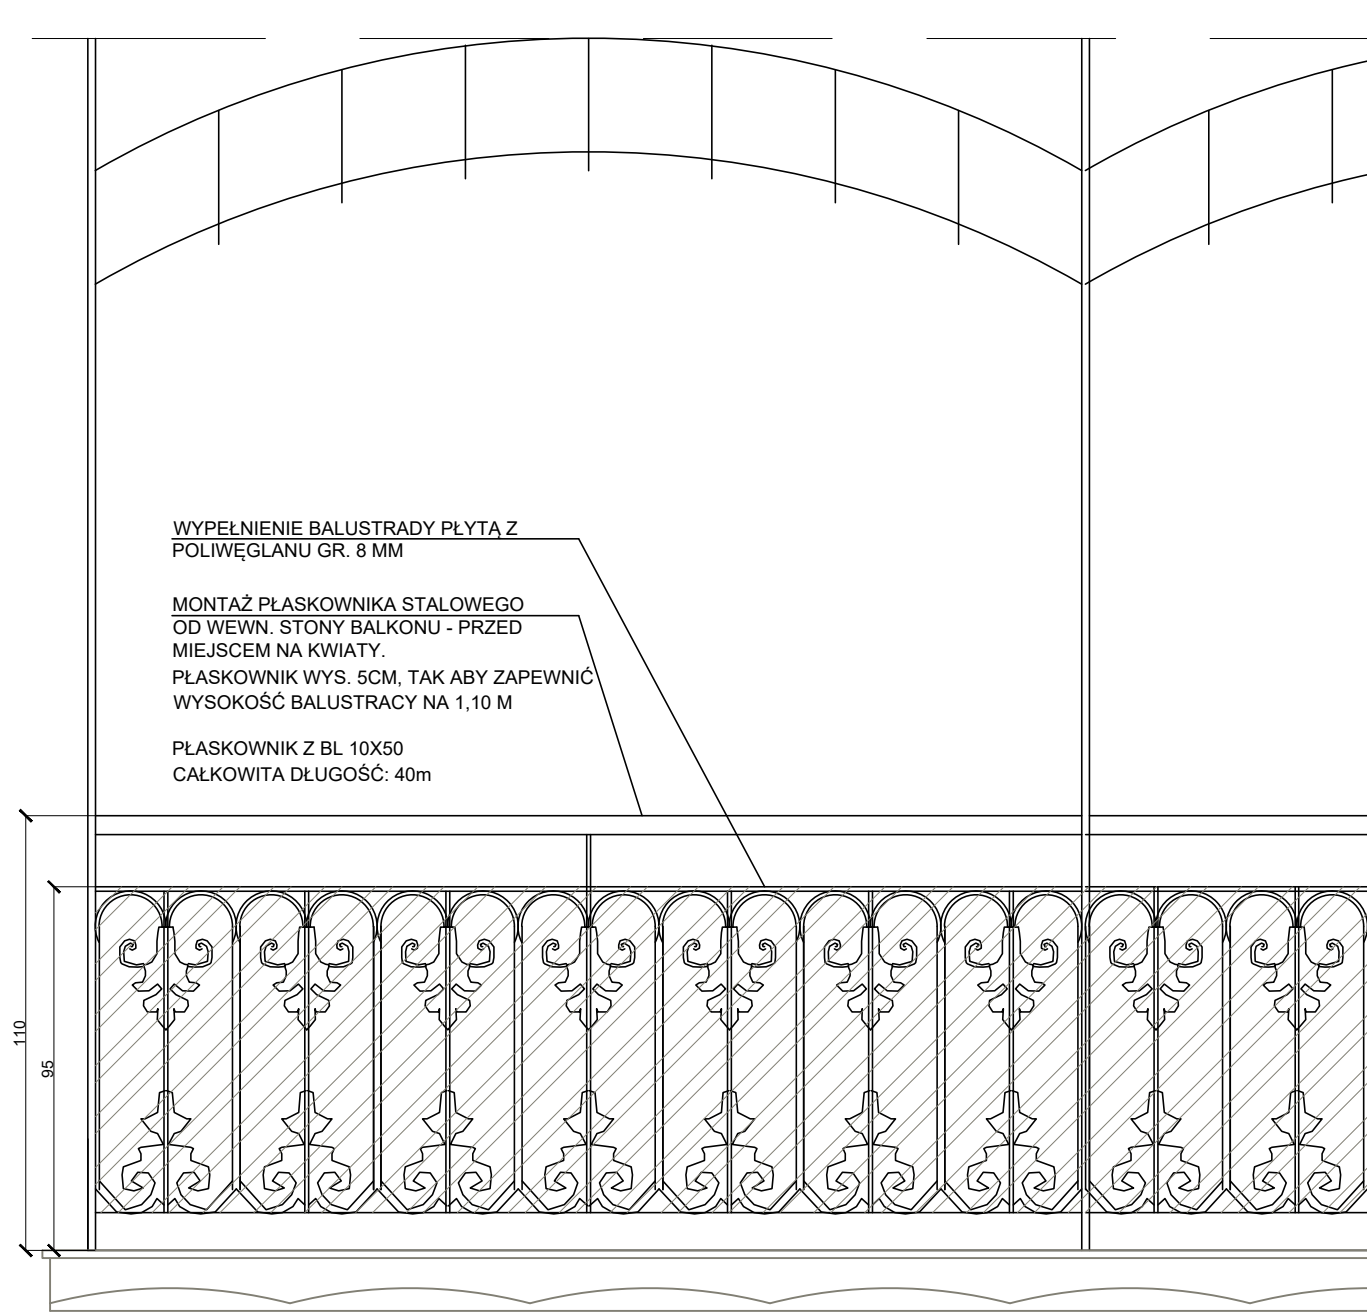 WYPEŁNIENIE BALUSTRADY PŁYTĄ Z
POLIWĘGLANU GR. 8 MM
MONTAŻ PŁASKOWNIKA STALOWEGO
OD WEWN. STONY BALKONU - PRZED
MIEJSCEM NA KWIATY.
PŁASKOWNIK WYS. 5CM, TAK ABY ZAPEWNIĆ
WYSOKOŚĆ BALUSTRACY NA 1,10 M
PŁASKOWNIK Z BL 10X50
CAŁKOWITA DŁUGOŚĆ: 40m
110
95